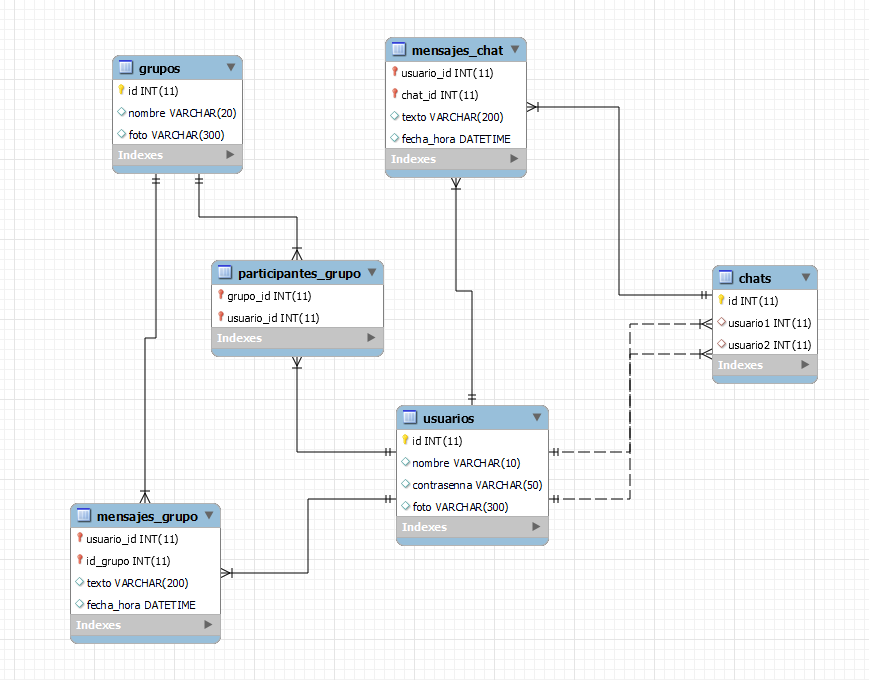 grupos
id INT(11)
nombre VARCHAR(20)
foto VARCHAR(300)
Indexes
mensajes_chat
usuario_id INT(11)
chat_id INT(11)
texto VARCHAR(200)
fecha_hora DATETIME
Indexes
participantes_grupo
grupo_id INT(11)
usuario_id INT(11)
Indexes
chats
id INT(11)
usuario1 INT(11)
usuario2 INT(11)
Indexes
usuarios
id INT(11)
nombre VARCHAR(10)
contrasenna VARCHAR(50)
foto VARCHAR(300)
Indexes
mensajes_grupo
usuario_id INT(11)
id_grupo INT(11)
texto VARCHAR(200)
fecha_hora DATETIME
Indexes